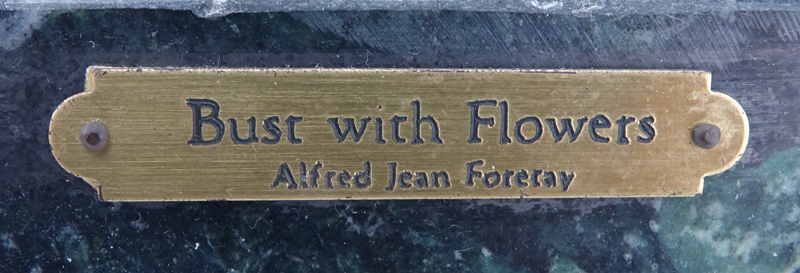 Bust with Flowers
Alfred Jean Foretay